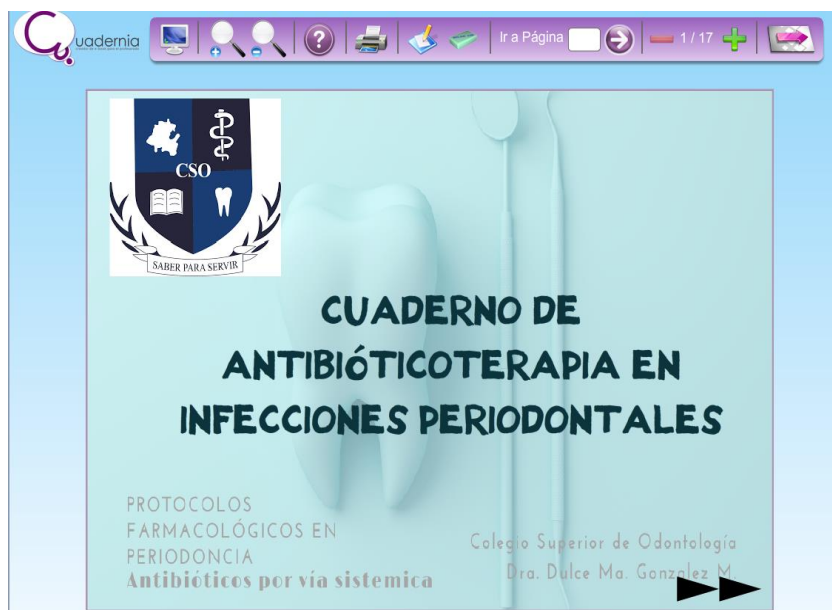 Cuadernia
Ir a Página
1 / 17
CSO
SABER PARA SERVIR
CUADERNO DE
ANTIBIÓTICOTERAPIA EN
INFECCIONES PERIODONTALES
PROTOCOLOS
FARMACOLÓGICOS EN
PERIODONCIA
Antibióticos por vía sistemica
Colegio Superior de Odontología
Dra. Dulce Ma. Gonzalez M.